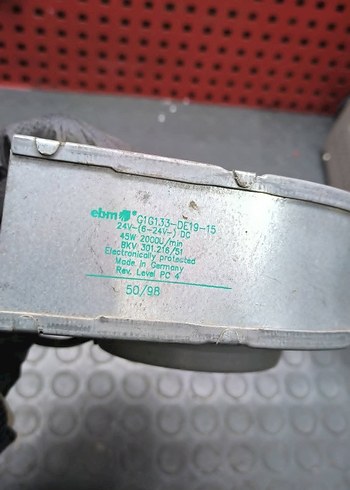 ebm G1G133-DE19-15
24V-(6-24V-) DC
45W 2000U/min
BKV 301.216/51
Electronically protected
Made in Germany
Rev. Level PC 4
50/98